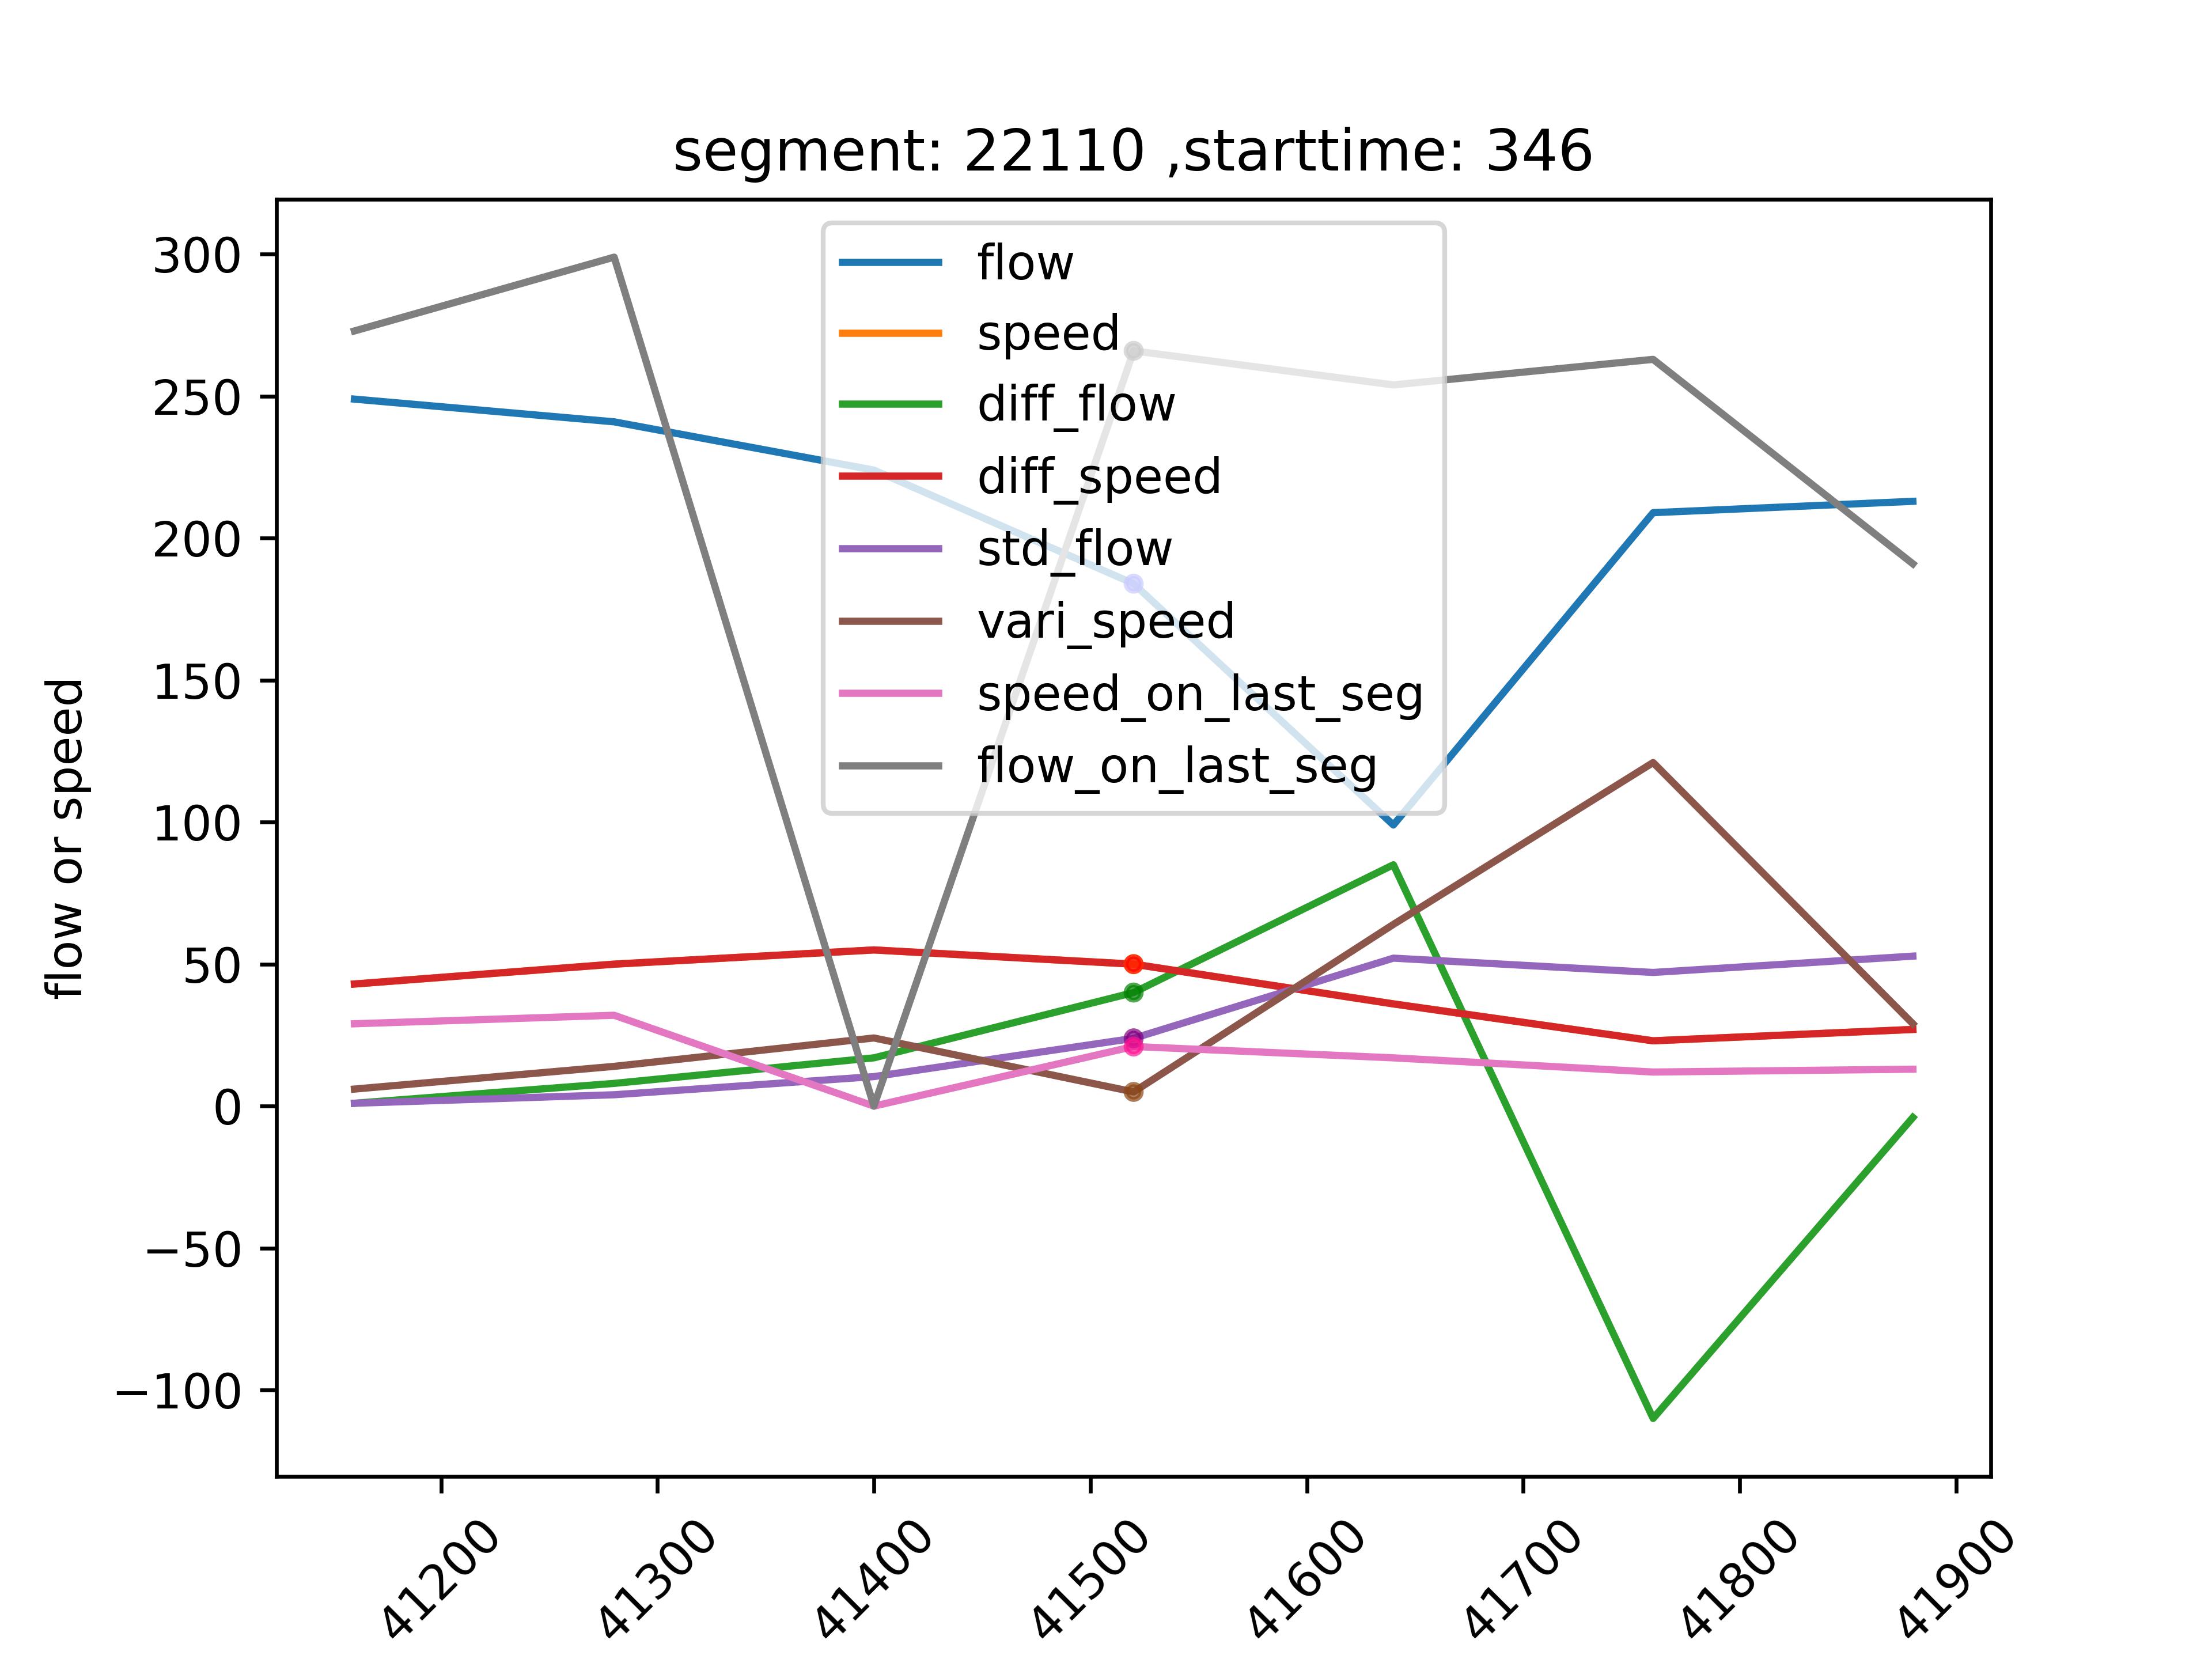 segment: 22110 ,starttime: 346
flow or speed
300
250
200
150
100
50
0
−50
−100
flow
speed
diff_flow
diff_speed
std_flow
vari_speed
speed_on_last_seg
flow_on_last_seg
41200
41300
41400
41500
41600
41700
41800
41900